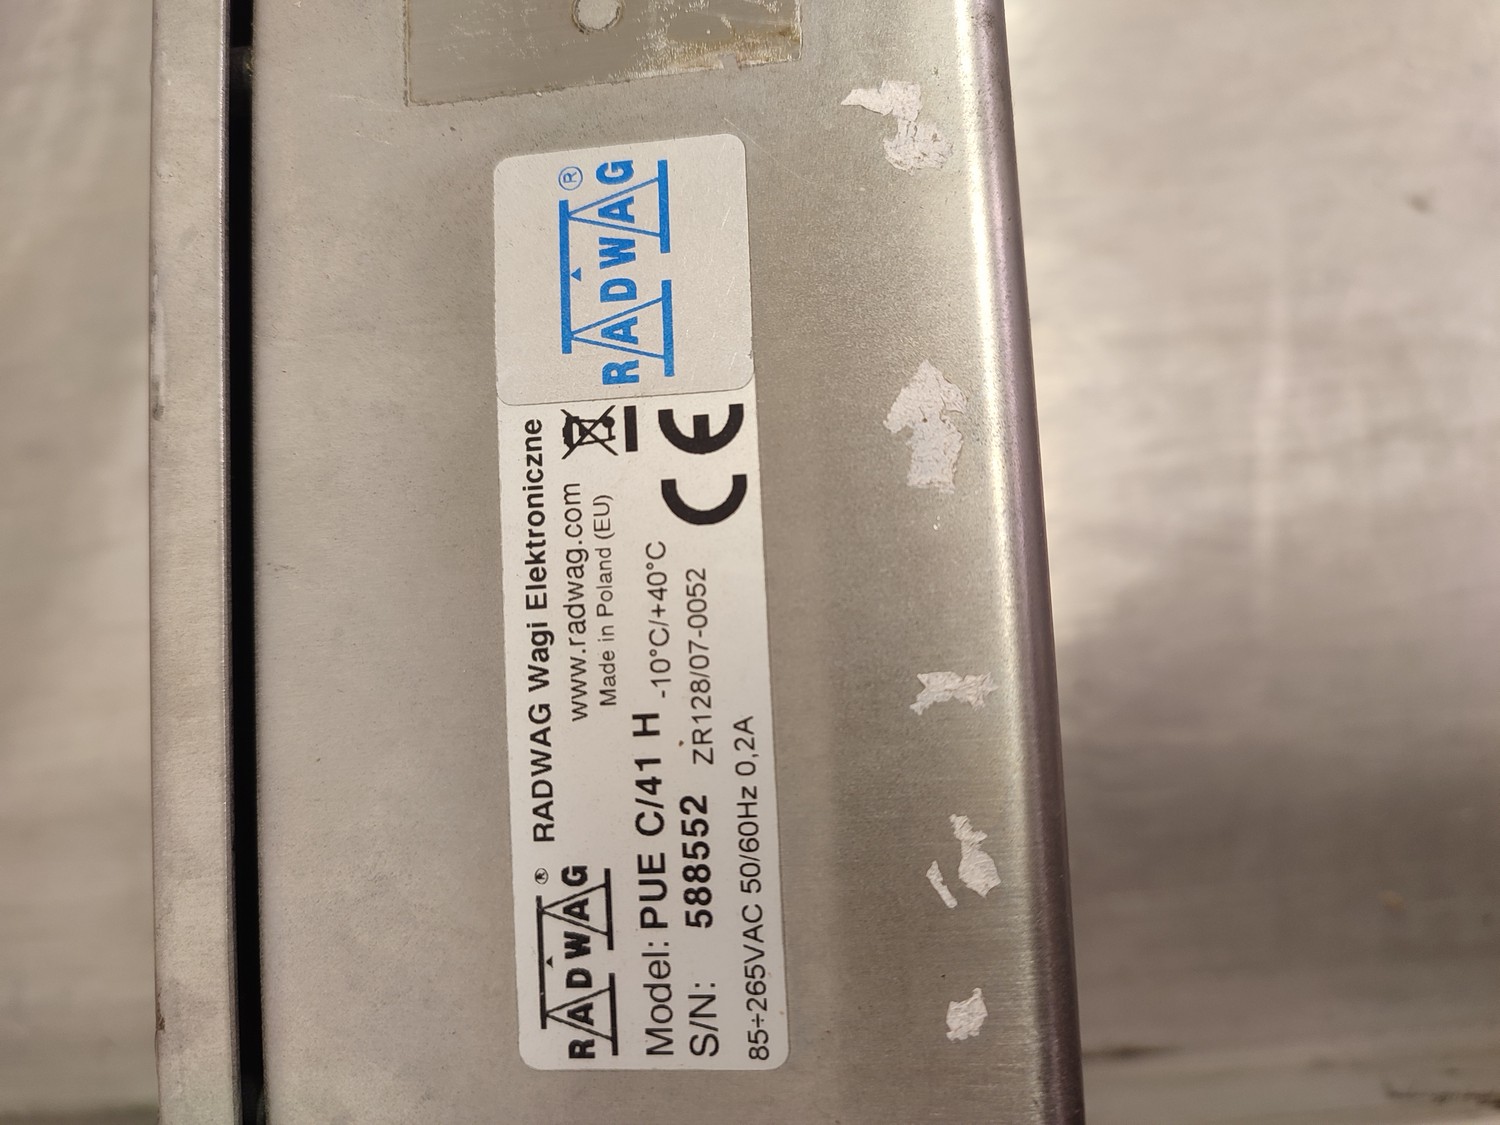 RADWAG® RADWAG Wagi Elektroniczne
www.radwag.com
Made in Poland (EU)
Model: PUE C/41 H -10°C/+40°C
S/N: 588552 ZR128/07-0052
85÷265VAC 50/60Hz 0,2A
CE
RADWAG®